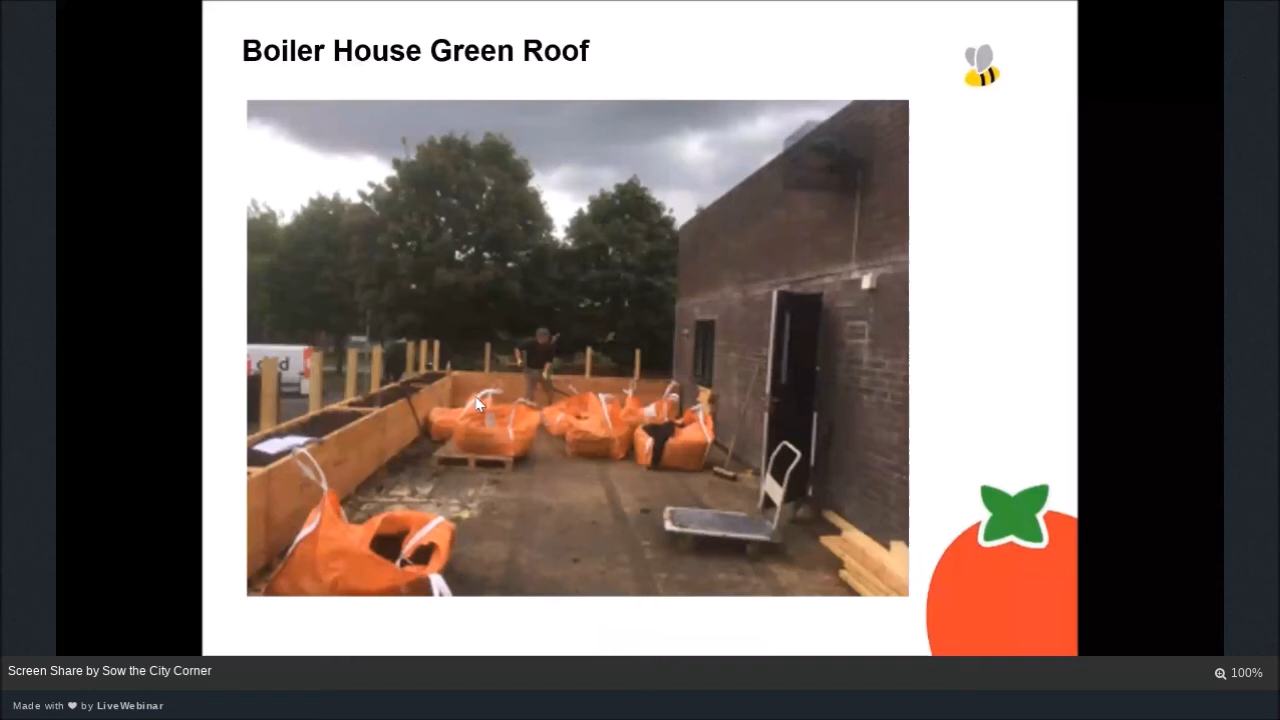 Boiler House Green Roof
Screen Share by Sow the City Corner
100%
Made with ❤ by LiveWebinar